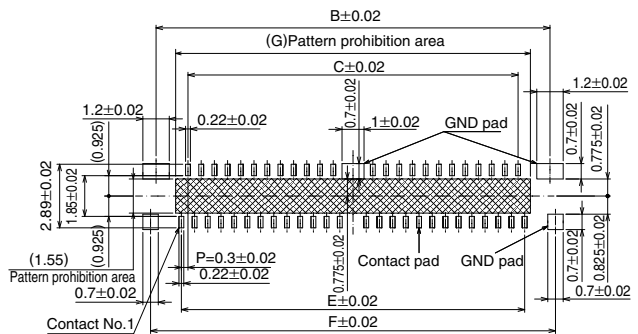 B±0.02
(G)Pattern prohibition area
C±0.02
1.2±0.02
1.2±0.02
0.22±0.02
0.7±0.02
1±0.02
GND pad
0.7±0.02
0.775±0.02
(0.925)
2.89±0.02
1.85±0.02
(0.925)
(1.55)
Pattern prohibition area
P=0.3±0.02
0.22±0.02
0.775±0.02
Contact pad
GND pad
0.7±0.02
0.825±0.02
0.7±0.02
0.7±0.02
E±0.02
Contact No.1
F±0.02